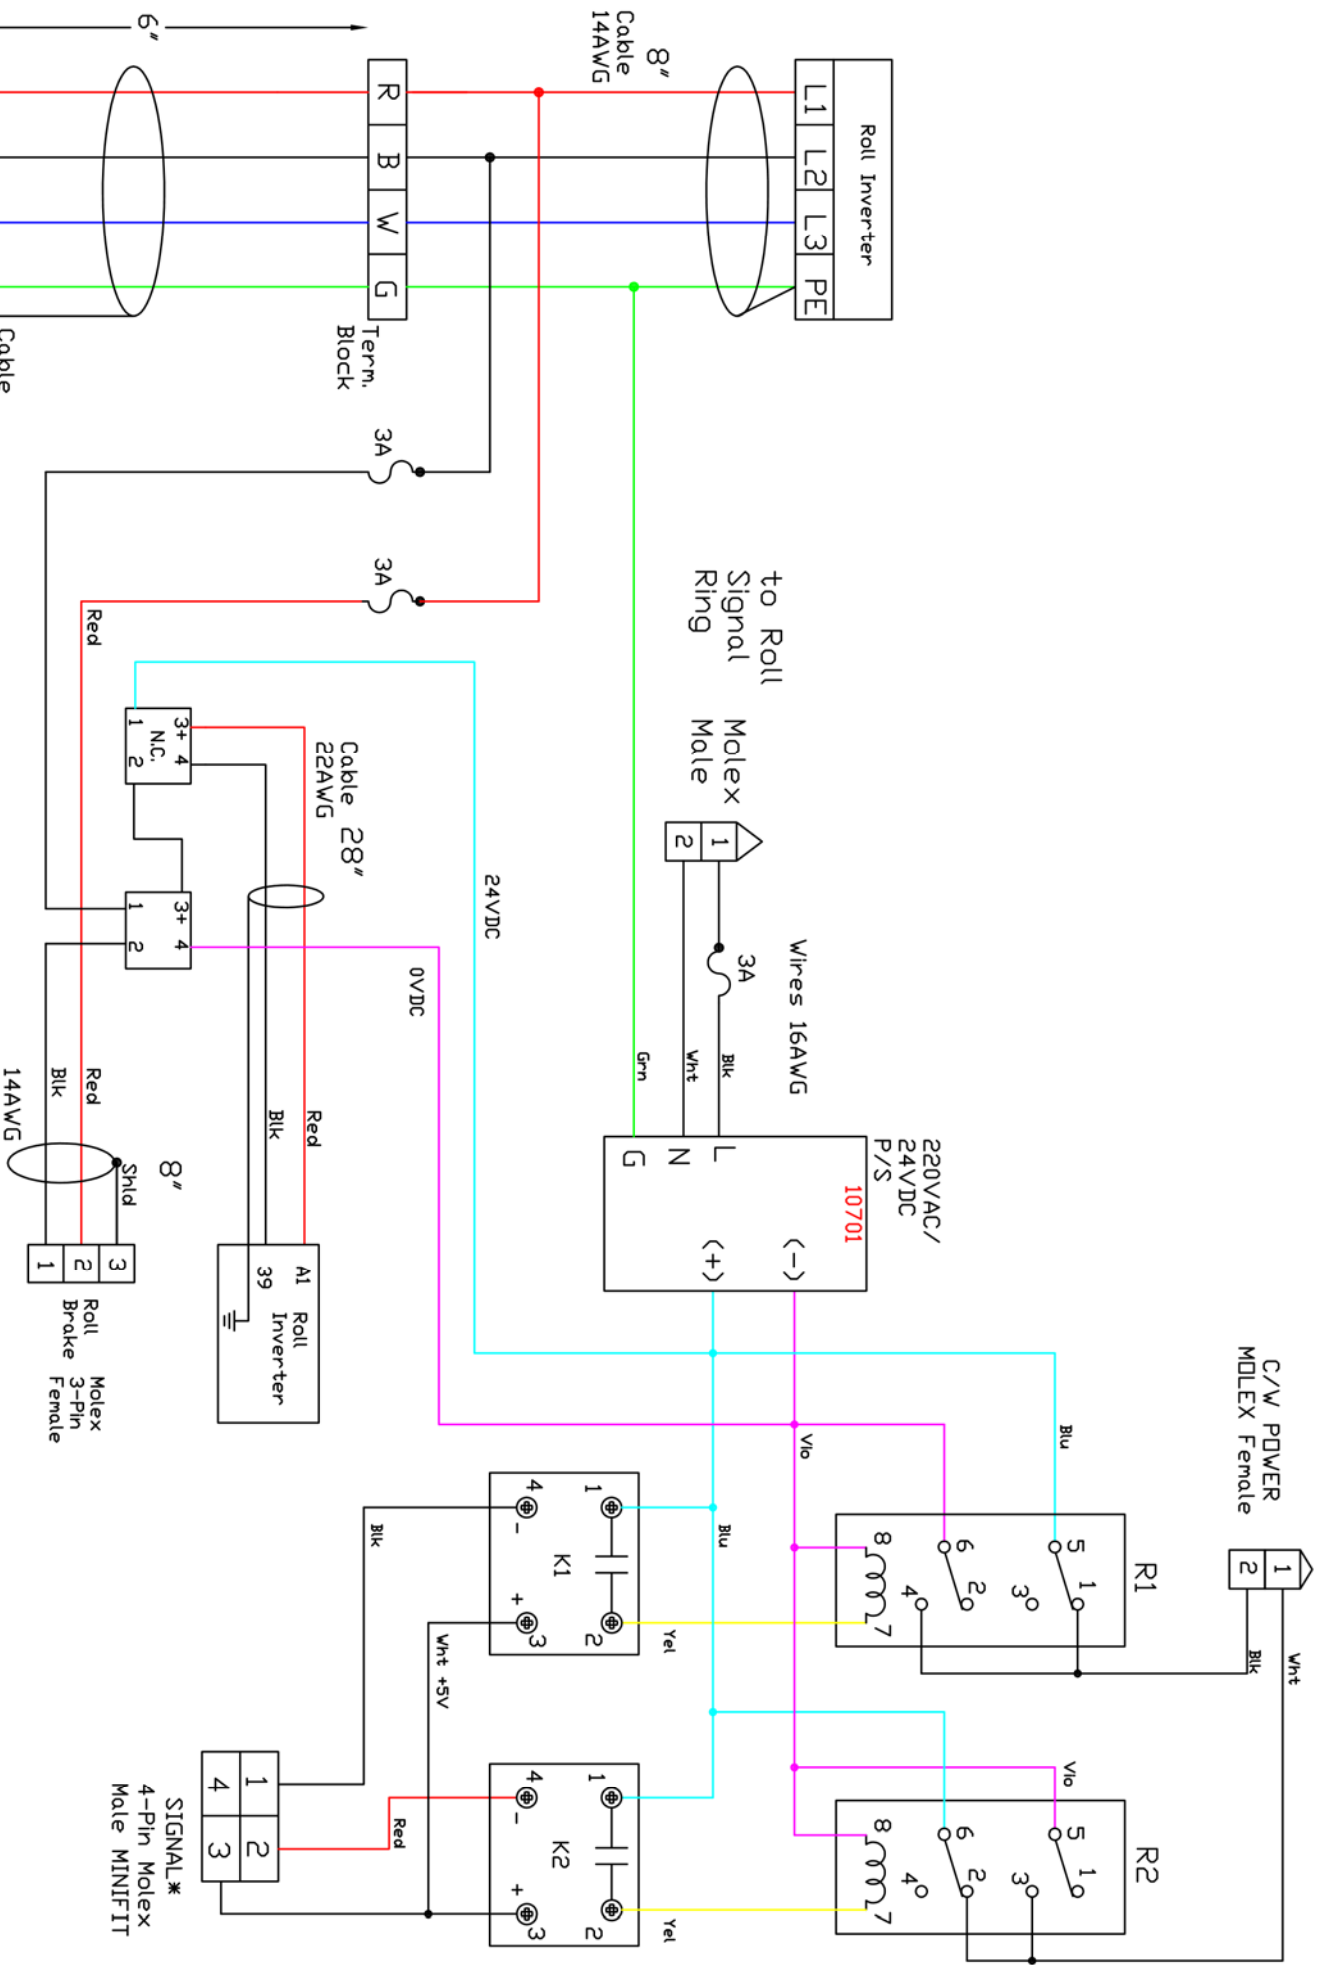 Roll Inverter
L1
L2
L3
PE
8"
Cable
14AWG
6"
R
B
W
G
Term.
Block
Cable
3A
3A
Red
to Roll
Signal
Ring
Molex
Male
1
2
3A
Wires 16AWG
Blk
Wht
Grn
220VAC/
24VDC
P/S
10701
L
N
G
(-)
(+)
24VDC
0VDC
3+
4
N.C.
1
2
Cable 28"
22AWG
3+
4
1
2
Red
Blk
Red
Blk
14AWG
8"
Shld
3
2
1
Roll
Brake
Molex
3-Pin
Female
A1
39
Roll
Inverter
C/W POWER
MOLEX Female
1
2
Wht
Blk
Blu
Vio
Blu
Vio
R1
5
1
3
6
2
4
8
7
R2
5
1
3
6
2
4
8
7
Yel
Yel
K1
1
2
4
-
+
3
K2
1
2
4
-
+
3
Blk
Wht +5V
Red
1
2
4
3
SIGNAL*
4-Pin Molex
Male MINIFIT